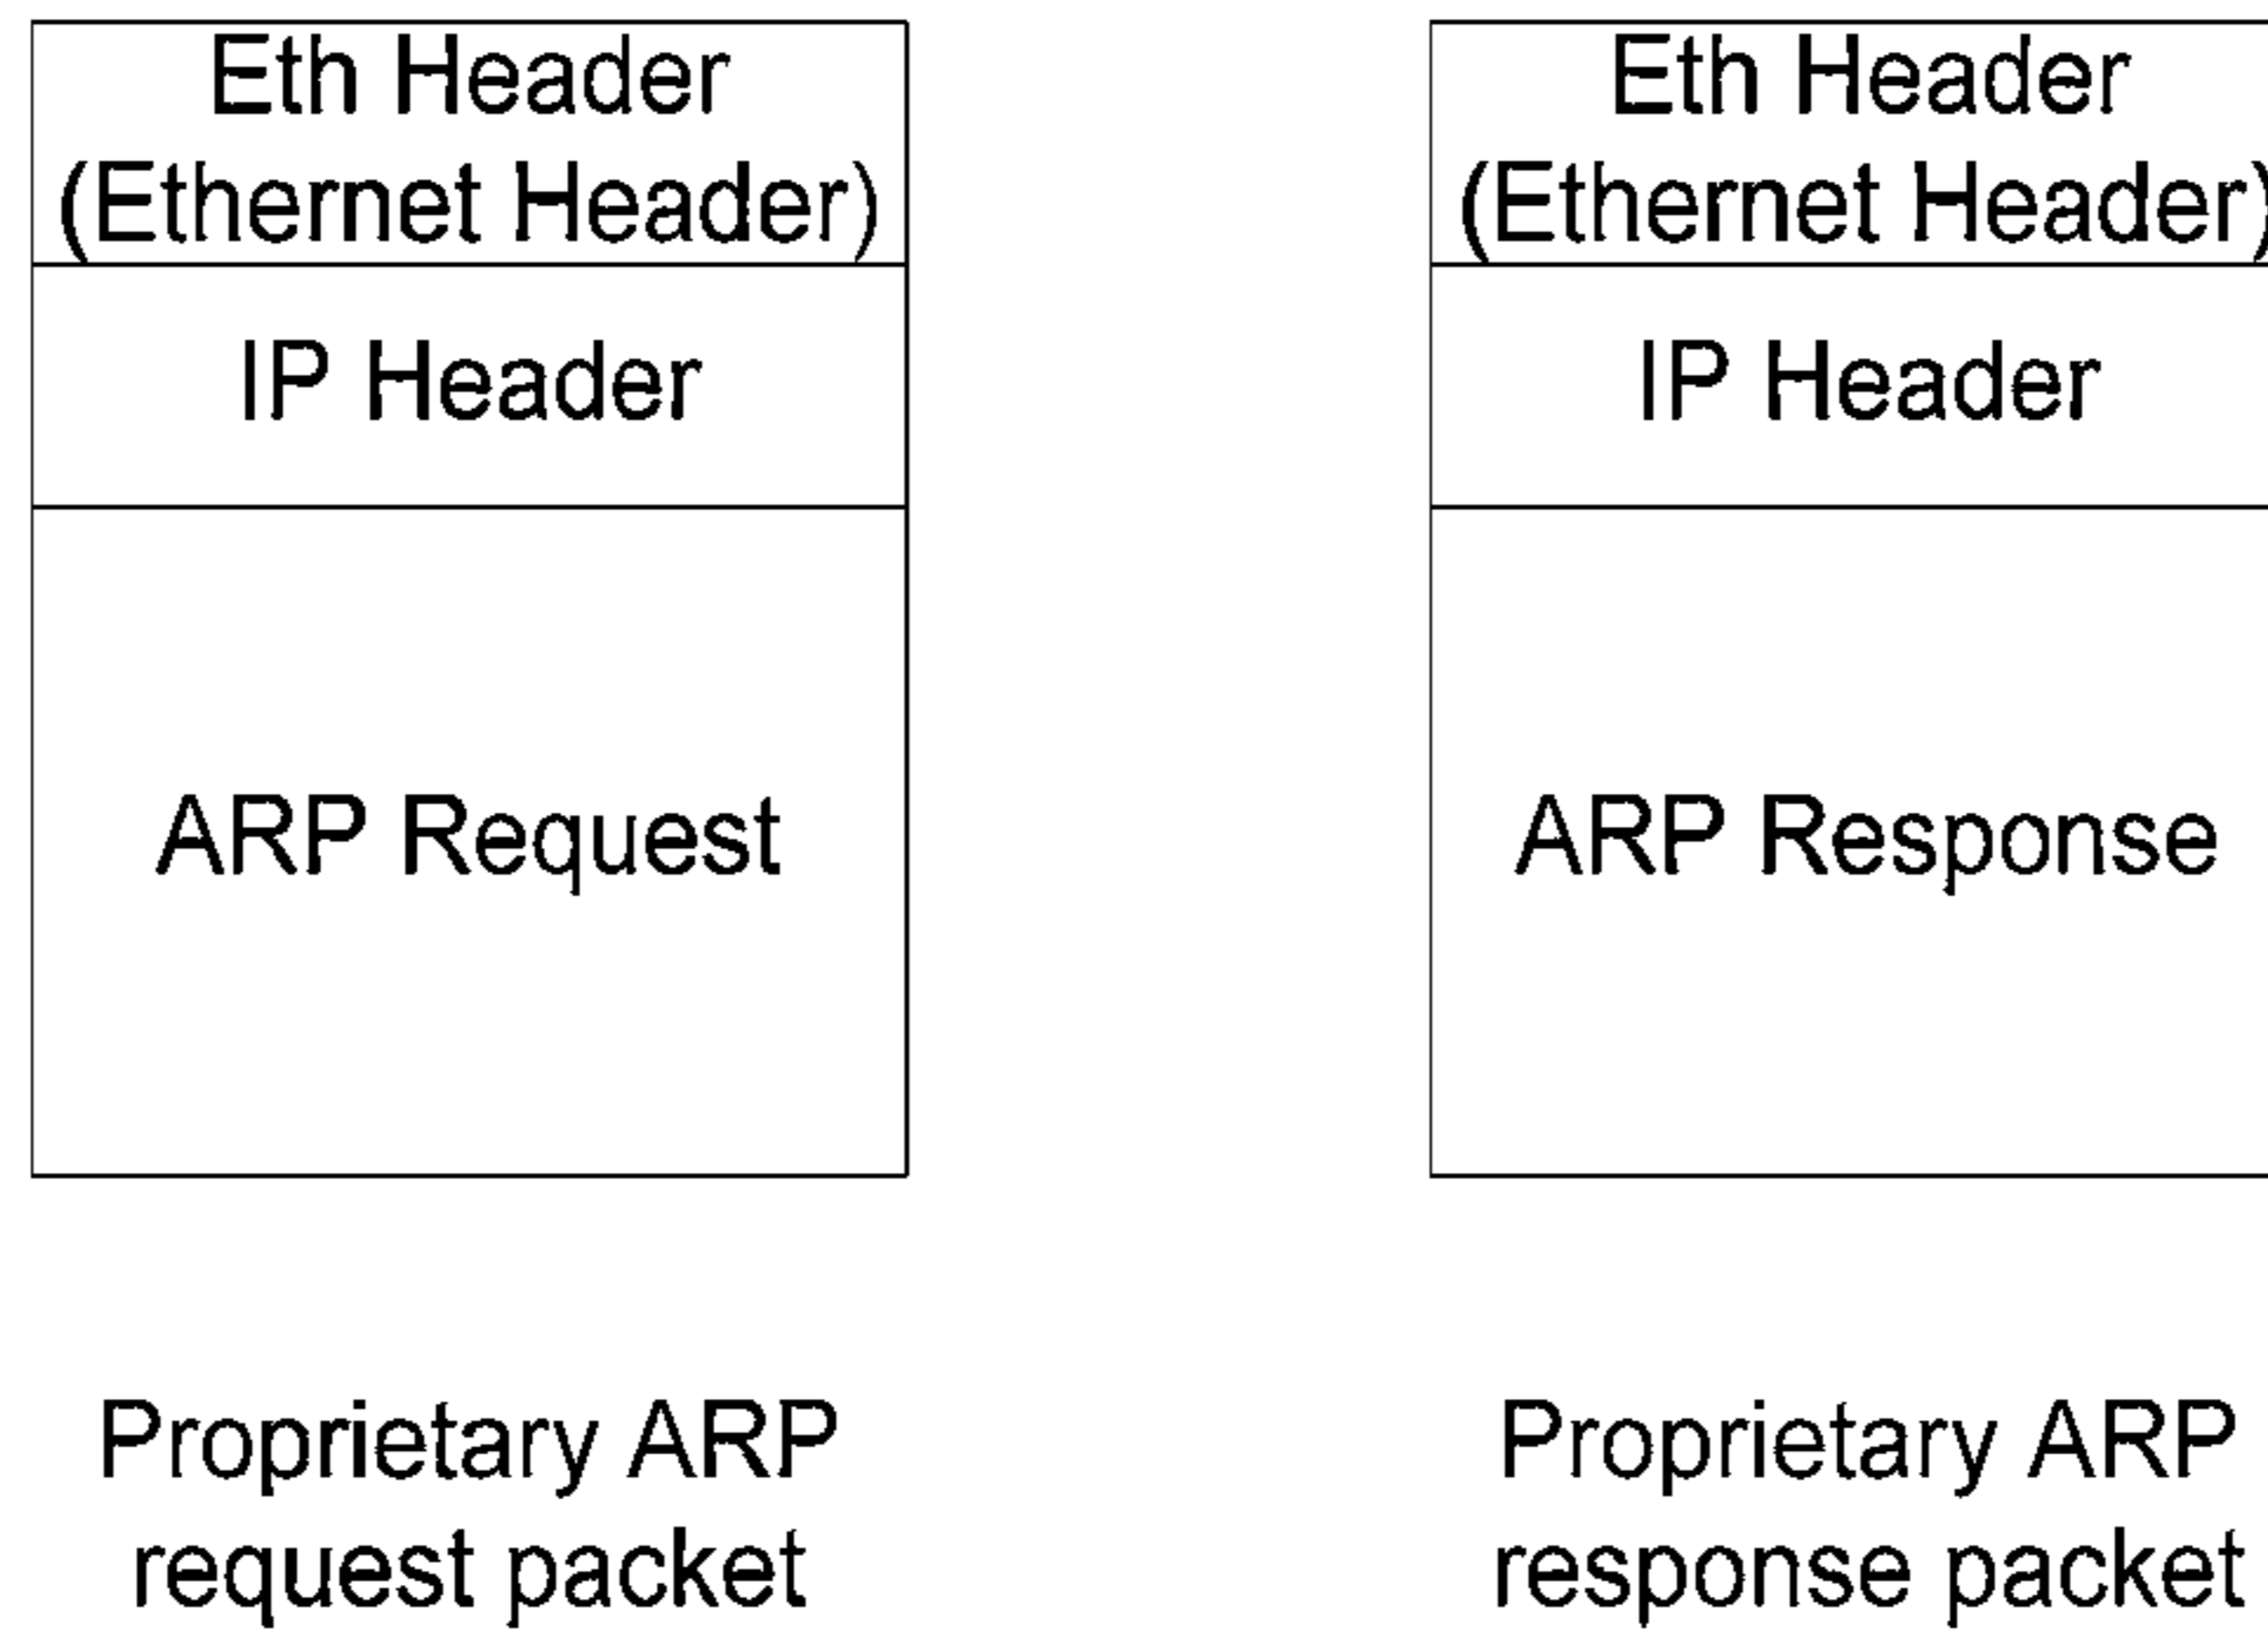 Eth Header
(Ethernet Header)
IP Header
ARP Request
Proprietary ARP
request packet
Eth Header
(Ethernet Header)
IP Header
ARP Response
Proprietary ARP
response packet